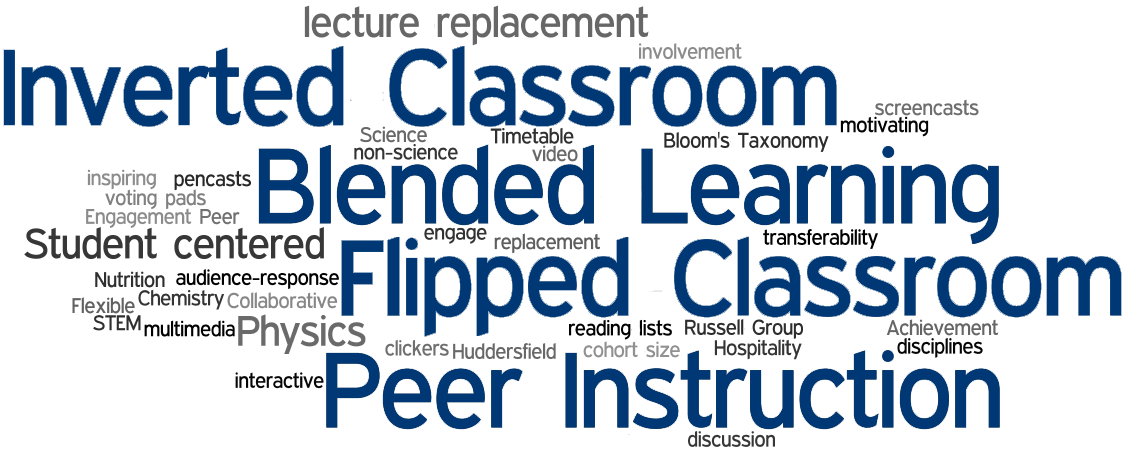 lecture replacement
involvement
Inverted Classroom
screencasts
motivating
Science
Timetable
Bloom's Taxonomy
non-science
video
Blended Learning
inspiring
pencasts
voting pads
Engagement
Peer
Student centered
engage
replacement
transferability
Flipped Classroom
Nutrition
audience-response
Flexible
Chemistry
Collaborative
STEM
multimedia
Physics
reading lists
Russell Group
Achievement
clickers
Huddersfield
cohort size
Hospitality
disciplines
interactive
Peer Instruction
discussion